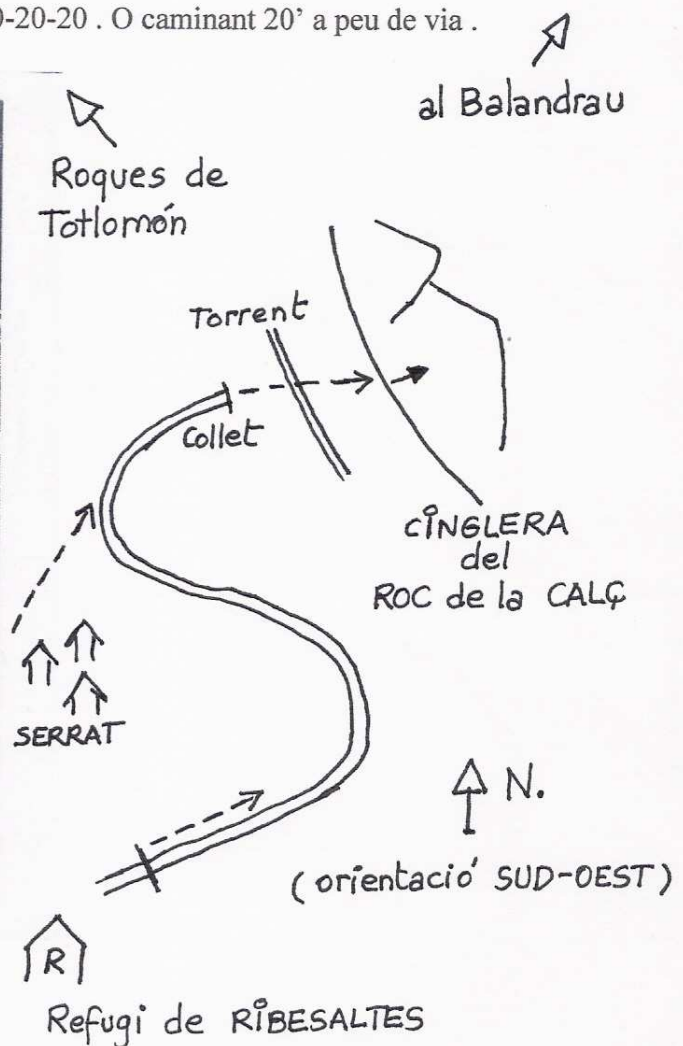 -20-20 . O caminant 20’ a peu de via .
al Balandrau
Roques de
Totlomón
Torrent
Collet
CINGLERA
del
ROC de la CALÇ
SERRAT
N.
(orientació SUD-OEST)
R
Refugi de RIBESALTES